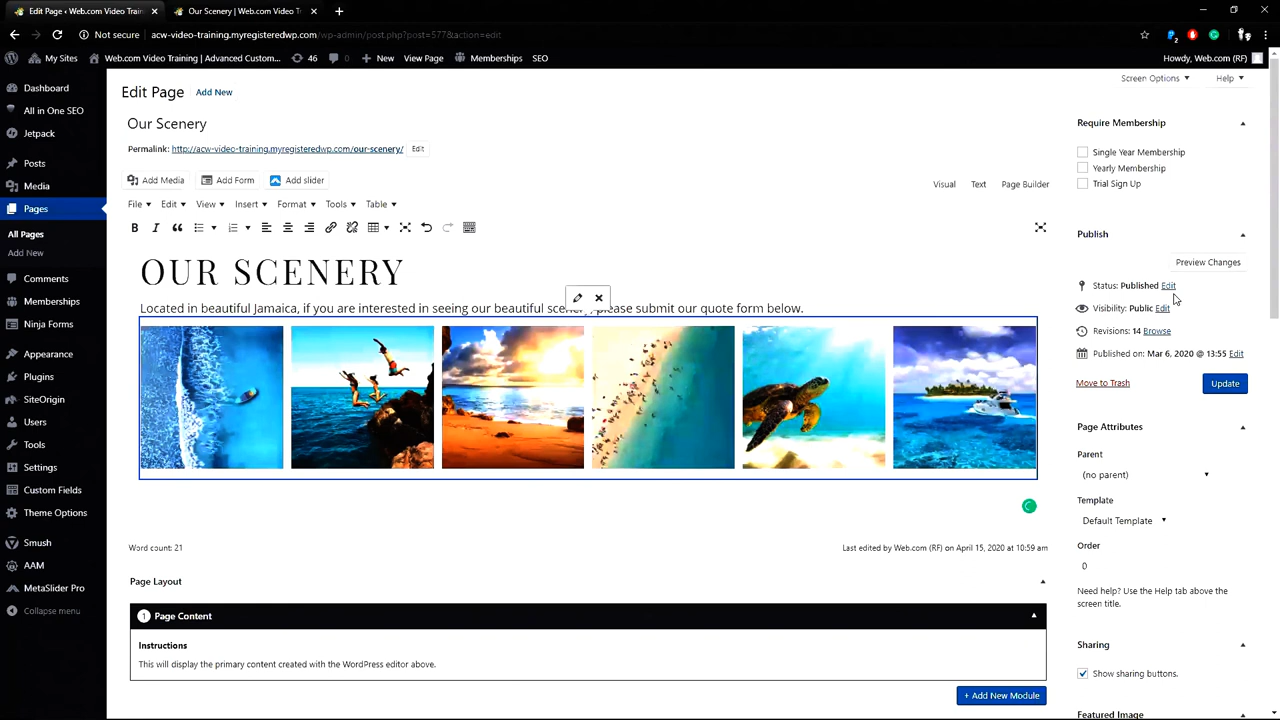 Edit Page ‹ Web.com Video Trai
Our Scenery – Web.com Video T
Not secure
acw-video-training.myregisteredwp.com/wp-admin/post.php?post=577&action=edit
My Sites
Web.com Video Training | Advanced Custom...
46
0
New
View Page
Memberships
SEO
Howdy, Web.com (RF)
Dashboard
All in One SEO
Jetpack
Posts
Media
Pages
All Pages
Add New
Comments
Memberships
Ninja Forms
Appearance
Plugins
SiteOrigin
Users
Tools
Settings
Custom Fields
Theme Options
Smush
AAM
MetaSlider Pro
Collapse menu
Screen Options
Help
Edit Page
Add New
Our Scenery
Permalink: http://acw-video-training.myregisteredwp.com/our-scenery/ Edit
Add Media
Add Form
Add slider
Visual
Text
Page Builder
File
Edit
View
Insert
Format
Tools
Table
OUR SCENERY
Located in beautiful Jamaica, if you are interested in seeing our beautiful scenery, please submit our quote form below.
Word count: 21
Last edited by Web.com (RF) on April 15, 2020 at 10:59 am
Page Layout
1 Page Content
Instructions
This will display the primary content created with the WordPress editor above.
+ Add New Module
Require Membership
Single Year Membership
Yearly Membership
Trial Sign Up
Publish
Preview Changes
Status: Published Edit
Visibility: Public Edit
Revisions: 14 Browse
Published on: Mar 6, 2020 @ 13:55 Edit
Move to Trash
Update
Page Attributes
Parent
(no parent)
Template
Default Template
Order
0
Need help? Use the Help tab above the
screen title.
Sharing
Show sharing buttons.
Featured Image